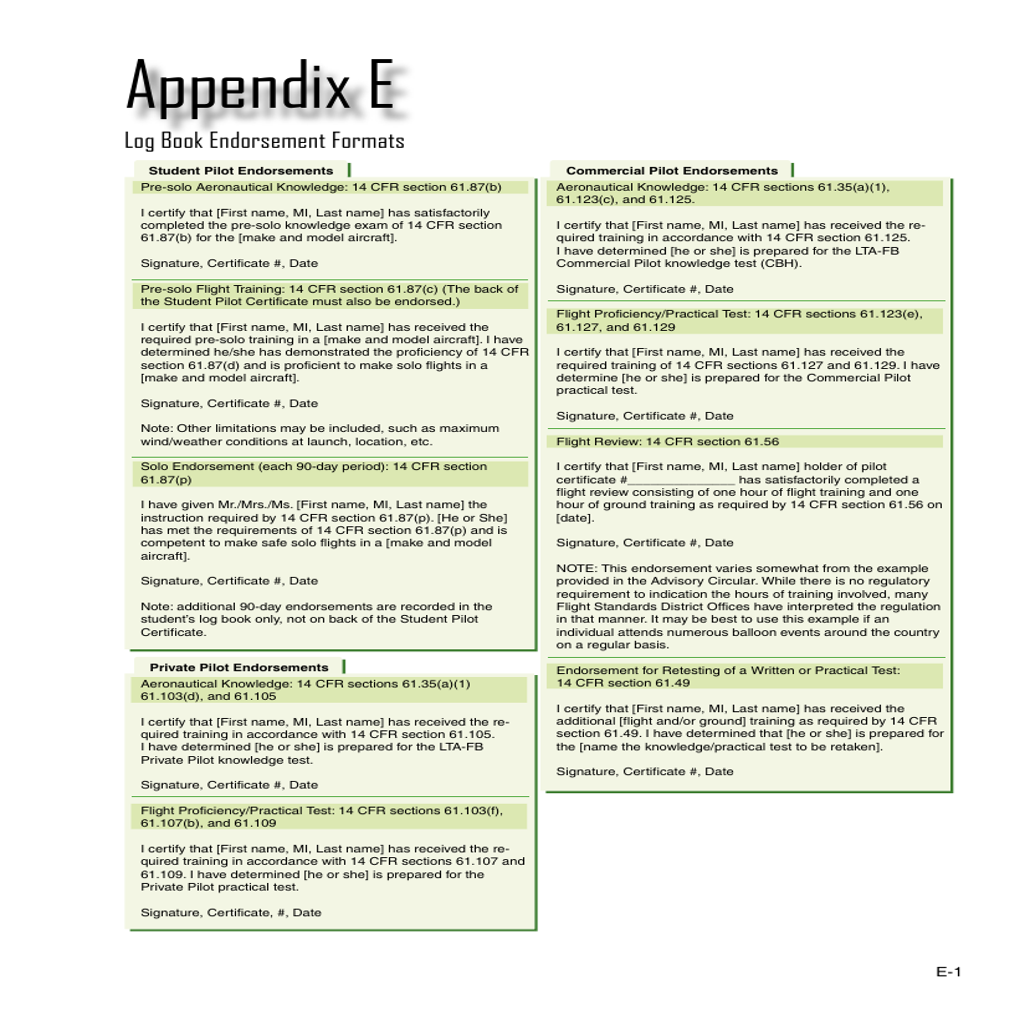 Appendix E
Log Book Endorsement Formats
Student Pilot Endorsements
Pre-solo Aeronautical Knowledge: 14 CFR section 61.87(b)
I certify that [First name, MI, Last name] has satisfactorily
completed the pre-solo knowledge exam of 14 CFR section
61.87(b) for the [make and model aircraft].
Signature, Certificate #, Date
Pre-solo Flight Training: 14 CFR section 61.87(c) (The back of
the Student Pilot Certificate must also be endorsed.)
I certify that [First name, MI, Last name] has received the
required pre-solo training in a [make and model aircraft]. I have
determined he/she has demonstrated the proficiency of 14 CFR
section 61.87(d) and is proficient to make solo flights in a
[make and model aircraft].
Signature, Certificate #, Date
Note: Other limitations may be included, such as maximum
wind/weather conditions at launch, location, etc.
Solo Endorsement (each 90-day period): 14 CFR section
61.87(p)
I have given Mr./Mrs./Ms. [First name, MI, Last name] the
instruction required by 14 CFR section 61.87(p). [He or She]
has met the requirements of 14 CFR section 61.87(p) and is
competent to make safe solo flights in a [make and model
aircraft].
Signature, Certificate #, Date
Note: additional 90-day endorsements are recorded in the
student's log book only, not on back of the Student Pilot
Certificate.
Private Pilot Endorsements
Aeronautical Knowledge: 14 CFR sections 61.35(a)(1)
61.103(d), and 61.105
I certify that [First name, MI, Last name] has received the re-
quired training in accordance with 14 CFR section 61.105.
I have determined [he or she] is prepared for the LTA-FB
Private Pilot knowledge test.
Signature, Certificate #, Date
Flight Proficiency/Practical Test: 14 CFR sections 61.103(f),
61.107(b), and 61.109
I certify that [First name, MI, Last name] has received the re-
quired training in accordance with 14 CFR sections 61.107 and
61.109. I have determined [he or she] is prepared for the
Private Pilot practical test.
Signature, Certificate, #, Date
Commercial Pilot Endorsements
Aeronautical Knowledge: 14 CFR sections 61.35(a)(1),
61.123(c), and 61.125.
I certify that [First name, MI, Last name] has received the re-
quired training in accordance with 14 CFR section 61.125.
I have determined [he or she] is prepared for the LTA-FB
Commercial Pilot knowledge test (CBH).
Signature, Certificate #, Date
Flight Proficiency/Practical Test: 14 CFR sections 61.123(e),
61.127, and 61.129
I certify that [First name, MI, Last name] has received the
required training of 14 CFR sections 61.127 and 61.129. I have
determine [he or she] is prepared for the Commercial Pilot
practical test.
Signature, Certificate #, Date
Flight Review: 14 CFR section 61.56
I certify that [First name, MI, Last name] holder of pilot
certificate #________________ has satisfactorily completed a
flight review consisting of one hour of flight training and one
hour of ground training as required by 14 CFR section 61.56 on
[date].
Signature, Certificate #, Date
NOTE: This endorsement varies somewhat from the example
provided in the Advisory Circular. While there is no regulatory
requirement to indication the hours of training involved, many
Flight Standards District Offices have interpreted the regulation
in that manner. It may be best to use this example if an
individual attends numerous balloon events around the country
on a regular basis.
Endorsement for Retesting of a Written or Practical Test:
14 CFR section 61.49
I certify that [First name, MI, Last name] has received the
additional [flight and/or ground] training as required by 14 CFR
section 61.49. I have determined that [he or she] is prepared for
the [name the knowledge/practical test to be retaken].
Signature, Certificate #, Date
E-1